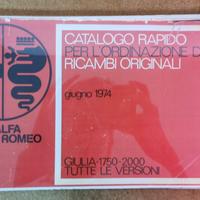 CATALOGO RAPIDO
PER L'ORDINAZIONE D
RICAMBI ORIGINALI
giugno 1974
ALFA
ROMEO
GIULIA-1750-2000
TUTTE LE VERSIONI